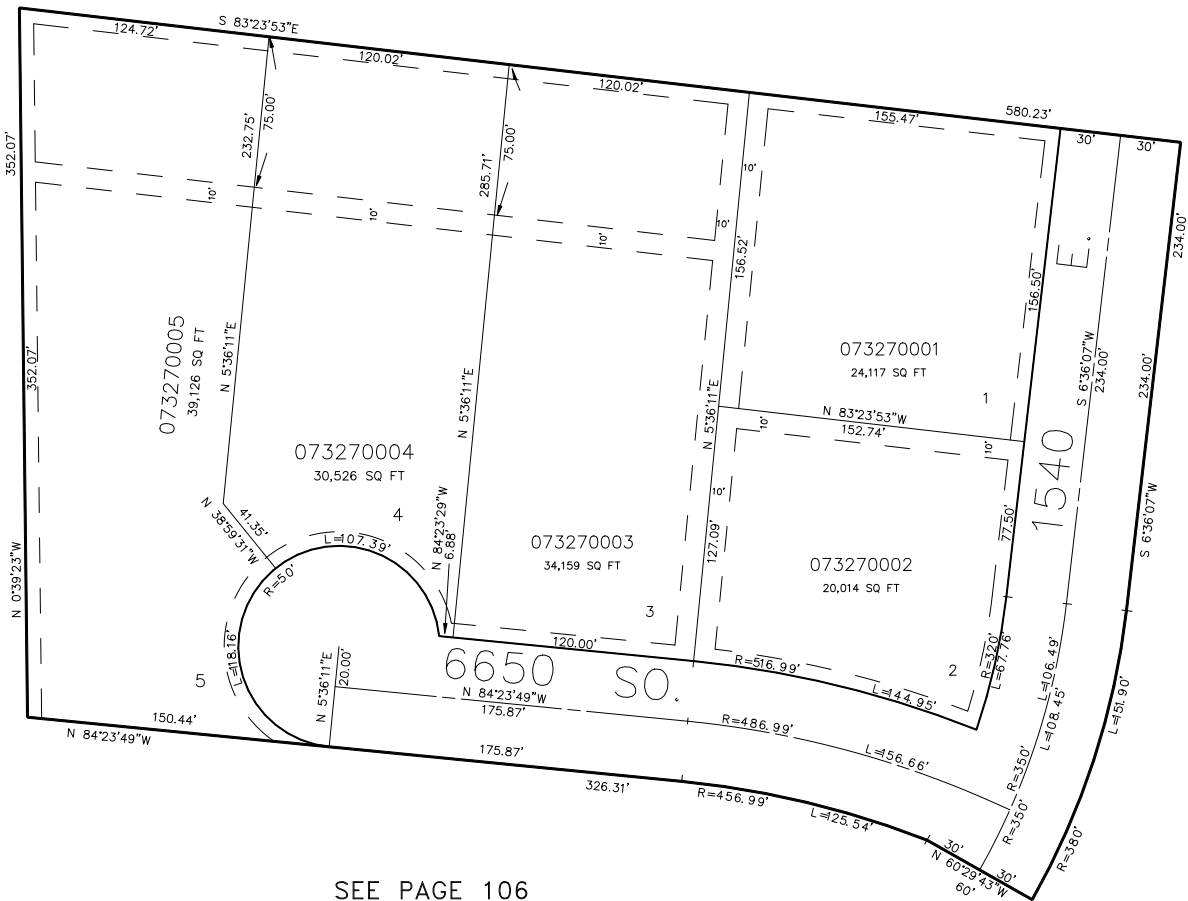 S 83°23'53"E
124.72'
120.02'
120.02'
580.23'
155.47'
30'
30'
352.07'
232.75'
75.00'
285.71'
75.00'
10'
10'
10'
10'
10'
10'
156.52'
156.50'
E.
234.00'
S 6°36'07"W
234.00'
234.00'
352.07'
073270005
39,126 SQ FT
N 5°36'11"E
N 5°36'11"E
N 5°36'11"E
073270001
24,117 SQ FT
1
N 83°23'53"W
152.74'
10'
10'
10'
073270004
30,526 SQ FT
4
1540
77.50'
S 6°36'07"W
N 38°59'31"W
41.35'
L=107.39'
R=50'
N 84°23'29"W
6.88'
073270003
34,159 SQ FT
3
127.09'
073270002
20,014 SQ FT
2
N 0°39'23"W
L=118.16'
5
N 5°36'11"E
20.00'
120.00'
6650 SO.
N 84°23'49"W
175.87'
R=516.99'
L=144.95'
R=320'
L=67.76'
L=106.49'
L=108.45'
L=151.90'
R=486.99'
L=156.66'
R=350'
R=350'
R=380'
150.44'
N 84°23'49"W
175.87'
326.31'
R=456.99'
L=125.54'
30'
N 60°29'43"W
30'
60'
SEE PAGE 106